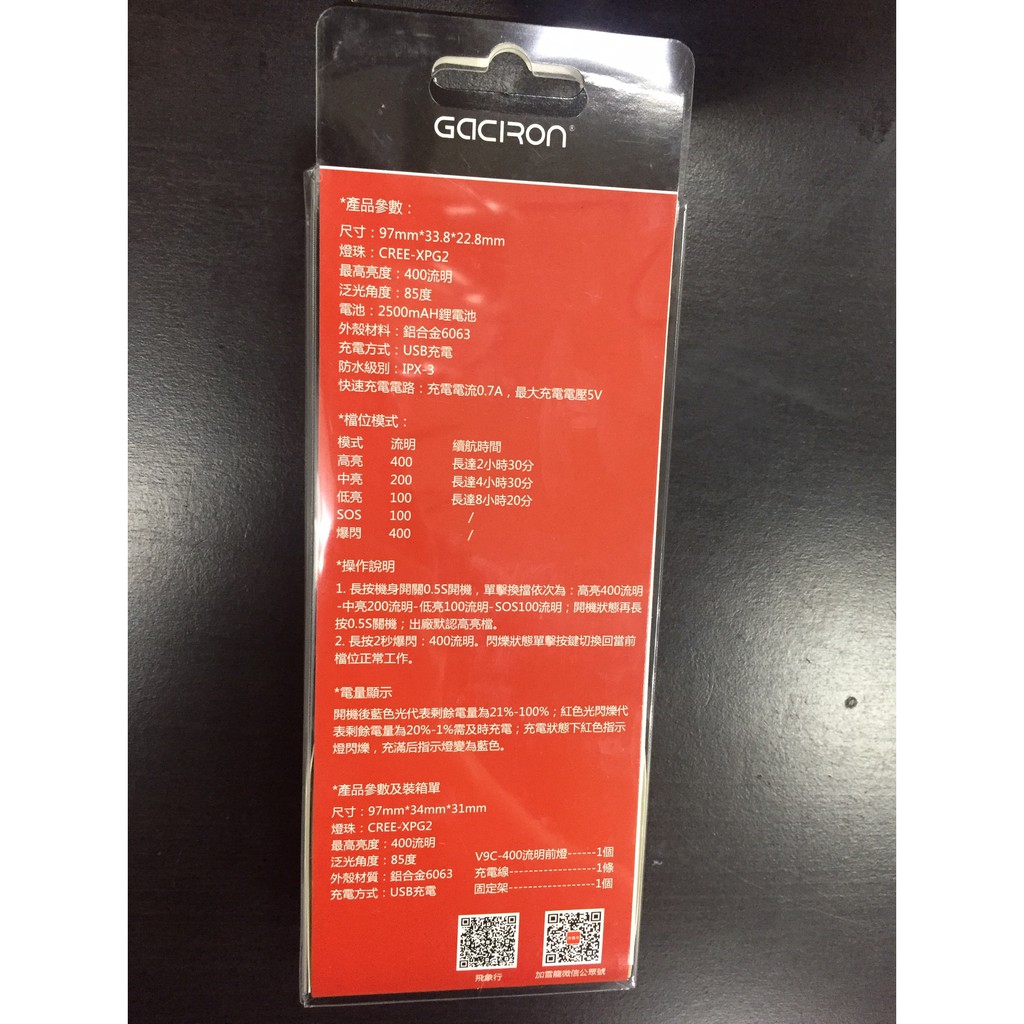 GACIRON®
*產品參數：
尺寸：97mm*33.8*22.8mm
燈珠：CREE-XPG2
最高亮度：400流明
泛光角度：85度
電池：2500mAH鋰電池
外殼材料：鋁合金6063
充電方式：USB充電
防水級別：IPX-3
快速充電電路：充電電流0.7A，最大充電電壓5V
*檔位模式：
模式 流明 續航時間
高亮 400 長達2小時30分
中亮 200 長達4小時30分
低亮 100 長達8小時20分
SOS 100 /
爆閃 400 /
*操作說明
1. 長按機身開關0.5S開機，單擊換擋依次為：高亮400流明
-中亮200流明-低亮100流明-SOS100流明；開機狀態再長
按0.5S關機；出廠默認高亮檔。
2. 長按2秒爆閃：400流明。閃爍狀態單擊按鍵切換回當前
檔位正常工作。
*電量顯示
開機後藍色光代表剩餘電量為21%-100%；紅色光閃爍代
表剩餘電量為20%-1%需及時充電；充電狀態下紅色指示
燈閃爍，充滿后指示燈變為藍色。
*產品參數及裝箱單
尺寸：97mm*34mm*31mm
燈珠：CREE-XPG2
最高亮度：400流明
泛光角度：85度
外殼材質：鋁合金6063
充電方式：USB充電
V9C-400流明前燈------1個
充電線------------------1條
固定架------------------1個
飛象行
加雪龍微信公眾號